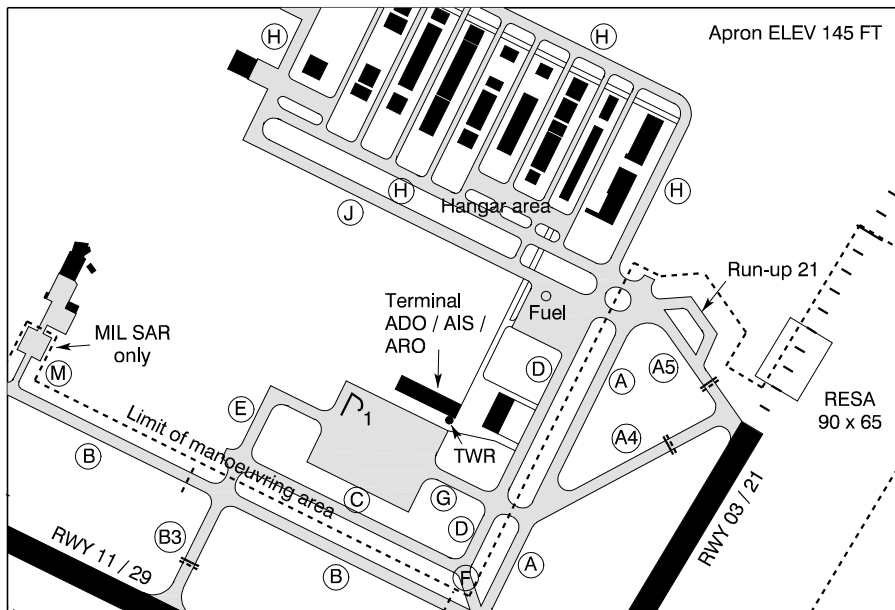 Apron ELEV 145 FT
H
H
H
H
Hangar area
J
Run-up 21
Terminal
ADO / AIS /
ARO
Fuel
MIL SAR
only
M
D
A
A5
RESA
90 x 65
E
1
A4
B
Limit of manoeuvring area
TWR
C
G
D
B3
RWY 11 / 29
B
F
A
RWY 03 / 21